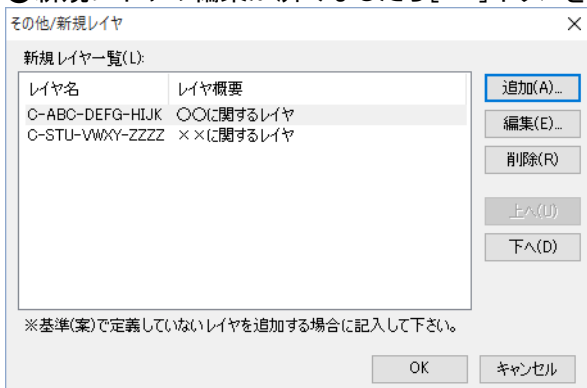 その他/新規レイヤ
新規レイヤ一覧(L):
レイヤ名 レイヤ概要
C-ABC-DEFG-HIJK 〇〇に関するレイヤ
C-STU-VWXY-ZZZZ ××に関するレイヤ
追加(A)...
編集(E)...
削除(R)
上へ(U)
下へ(D)
※基準(案)で定義していないレイヤを追加する場合に記入して下さい。
OK キャンセル